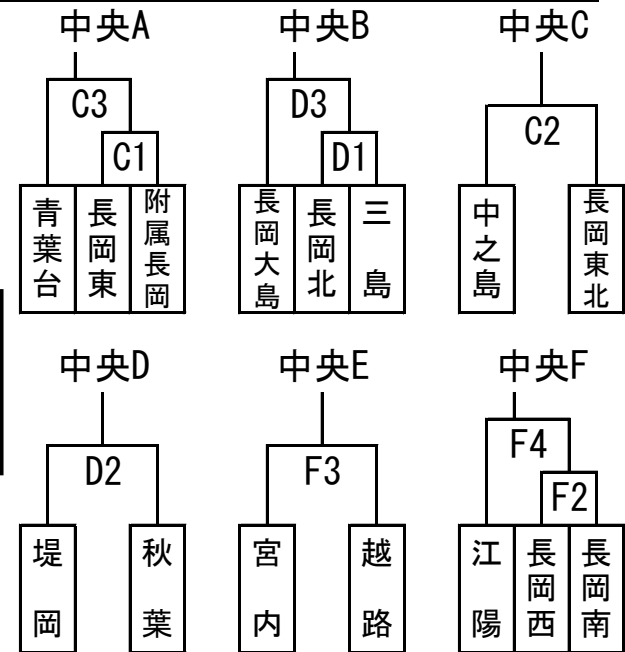 中央A
中央B
中央C
C3
D3
C2
C1
D1
青葉台
長岡東
附属長岡
長岡大島
長岡北
三島
中之島
長岡東北
中央D
中央E
中央F
D2
F3
F4
F2
堤岡
秋葉
宮内
越路
江陽
長岡西
長岡南